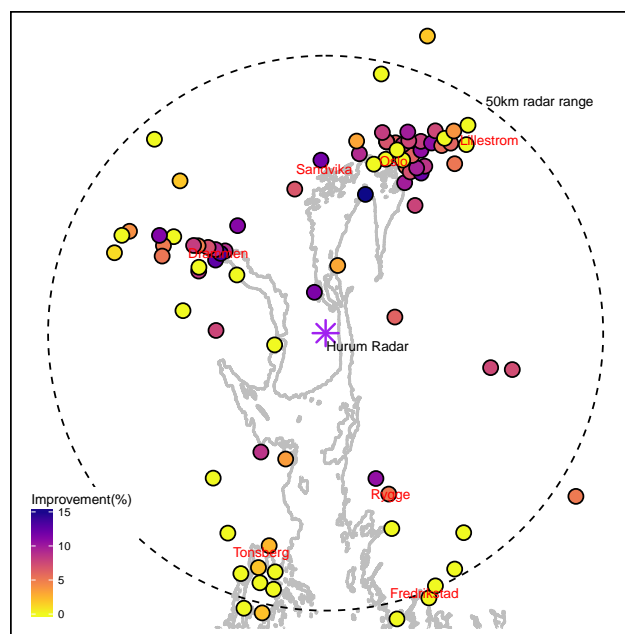 50km radar range
Lillestrom
Oslo
Sandvika
Drammen
Hurum Radar
Rygge
Improvement(%)
15
10
5
0
Tonsberg
Fredrikstad